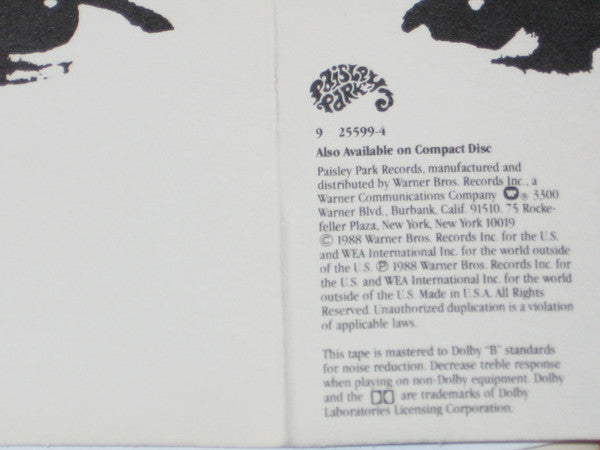 PAISLEY
PARK
9 25599-4
Also Available on Compact Disc
Paisley Park Records, manufactured and
distributed by Warner Bros. Records Inc., a
Warner Communications Company ® 3300
Warner Blvd., Burbank, Calif. 91510. 75 Rocke-
feller Plaza, New York, New York 10019
© 1988 Warner Bros. Records Inc. for the U.S.
and WEA International Inc. for the world outside
of the U.S. ℗ 1988 Warner Bros. Records Inc. for
the U.S. and WEA International Inc. for the world
outside of the U.S. Made in U.S.A. All Rights
Reserved. Unauthorized duplication is a violation
of applicable laws.
This tape is mastered to Dolby "B" standards
for noise reduction. Decrease treble response
when playing on non-Dolby equipment. Dolby
and the are trademarks of Dolby
Laboratories Licensing Corporation.